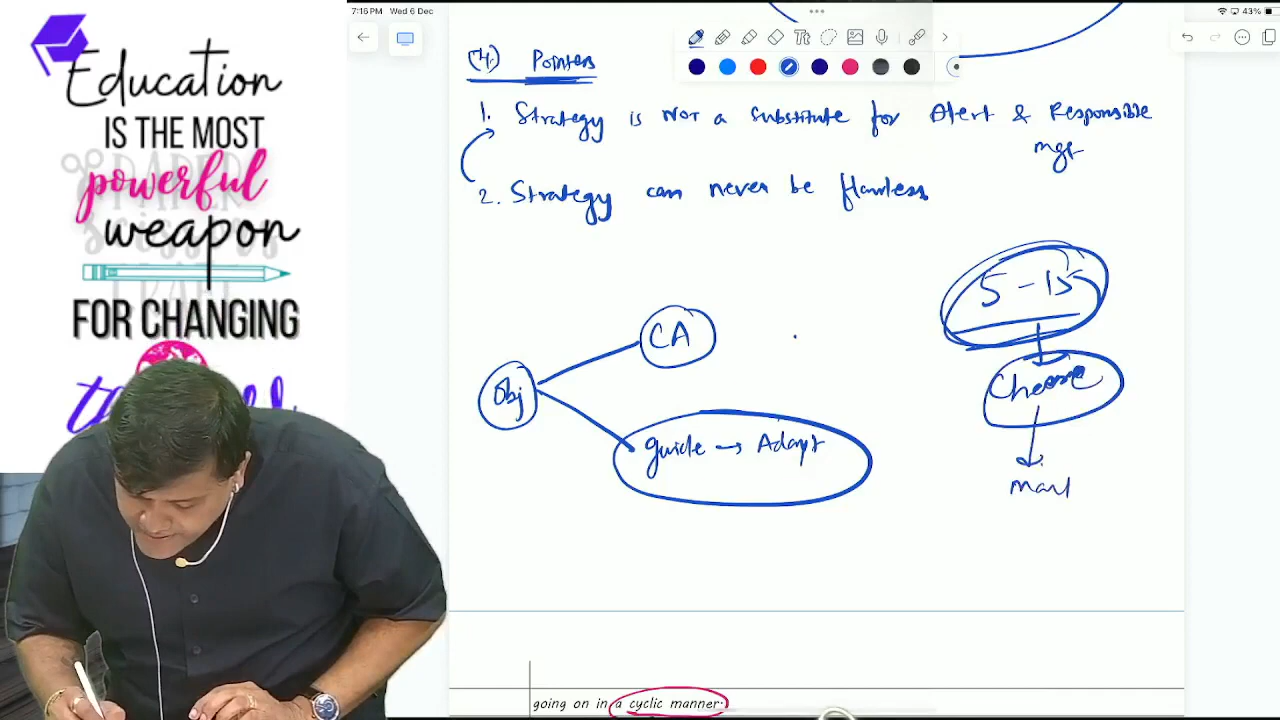 7:16 PM Wed 6 Dec
43%
Education
IS THE MOST
powerful
weapon
FOR CHANGING
(4.) Pointers
1. Strategy is NOT a substitute for Alert & Responsible
mgt
2. Strategy can never be flawless
5-15
CA
Choose
Obj
guide → Adapt
going on in a cyclic manner.